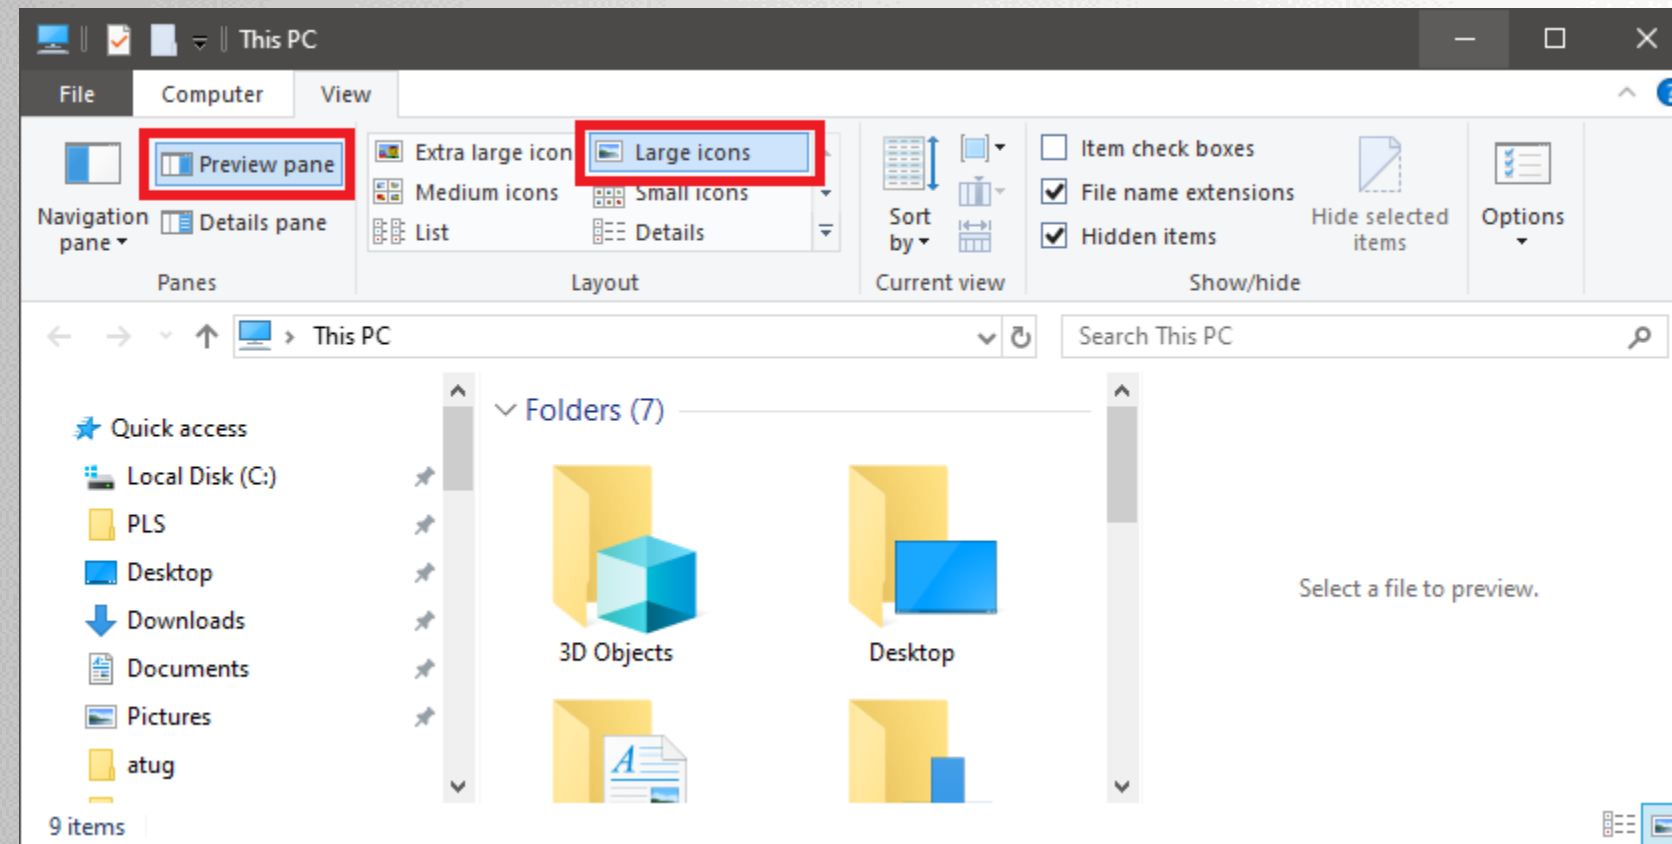 This PC
File Computer View
Preview pane
Details pane
Navigation
pane
Panes
Extra large icon
Large icons
Medium icons
Small icons
List
Details
Layout
Sort
by
Current view
Item check boxes
File name extensions
Hidden items
Hide selected
items
Show/hide
Options
This PC
Search This PC
Quick access
Local Disk (C:)
PLS
Desktop
Downloads
Documents
Pictures
atug
Folders (7)
3D Objects
Desktop
Select a file to preview.
9 items